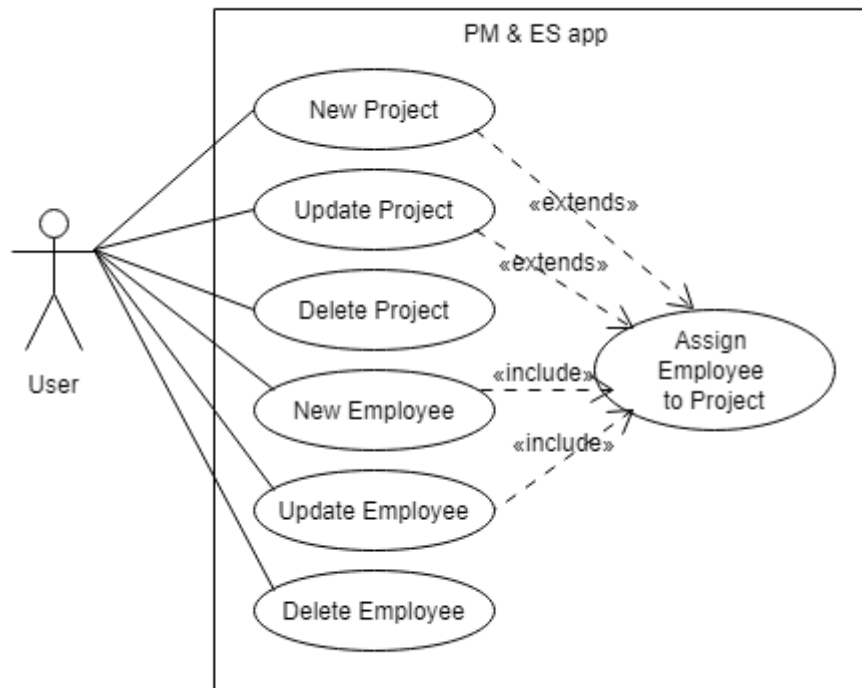 PM & ES app
New Project
«extends»
Update Project
«extends»
Delete Project
Assign
Employee
to Project
User
«include»
New Employee
«include»
Update Employee
Delete Employee